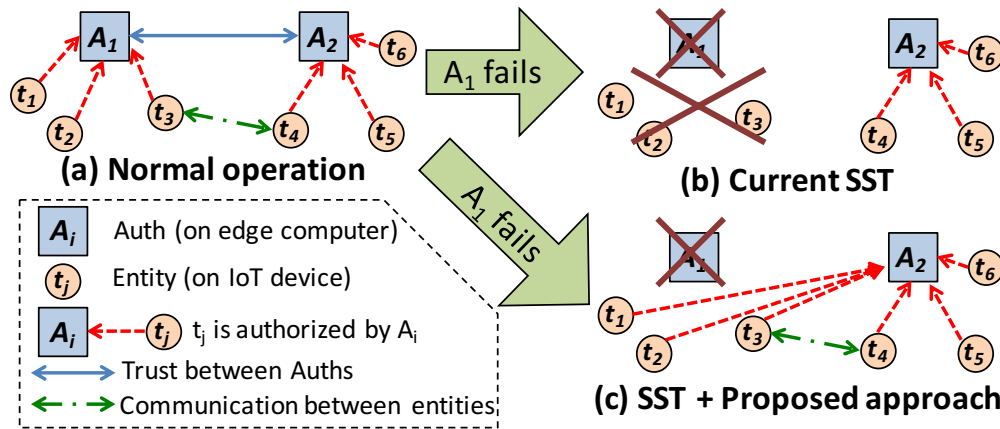 A1
A2
t6
t1
t2
t3
t4
t5
(a) Normal operation
A1 fails
A1
A2
t6
t1
t2
t3
t4
t5
(b) Current SST
A1 fails
A1
A2
t6
t1
t2
t3
t4
t5
(c) SST + Proposed approach
Ai Auth (on edge computer)
tj Entity (on IoT device)
Ai tj tj is authorized by Ai
Trust between Auths
Communication between entities